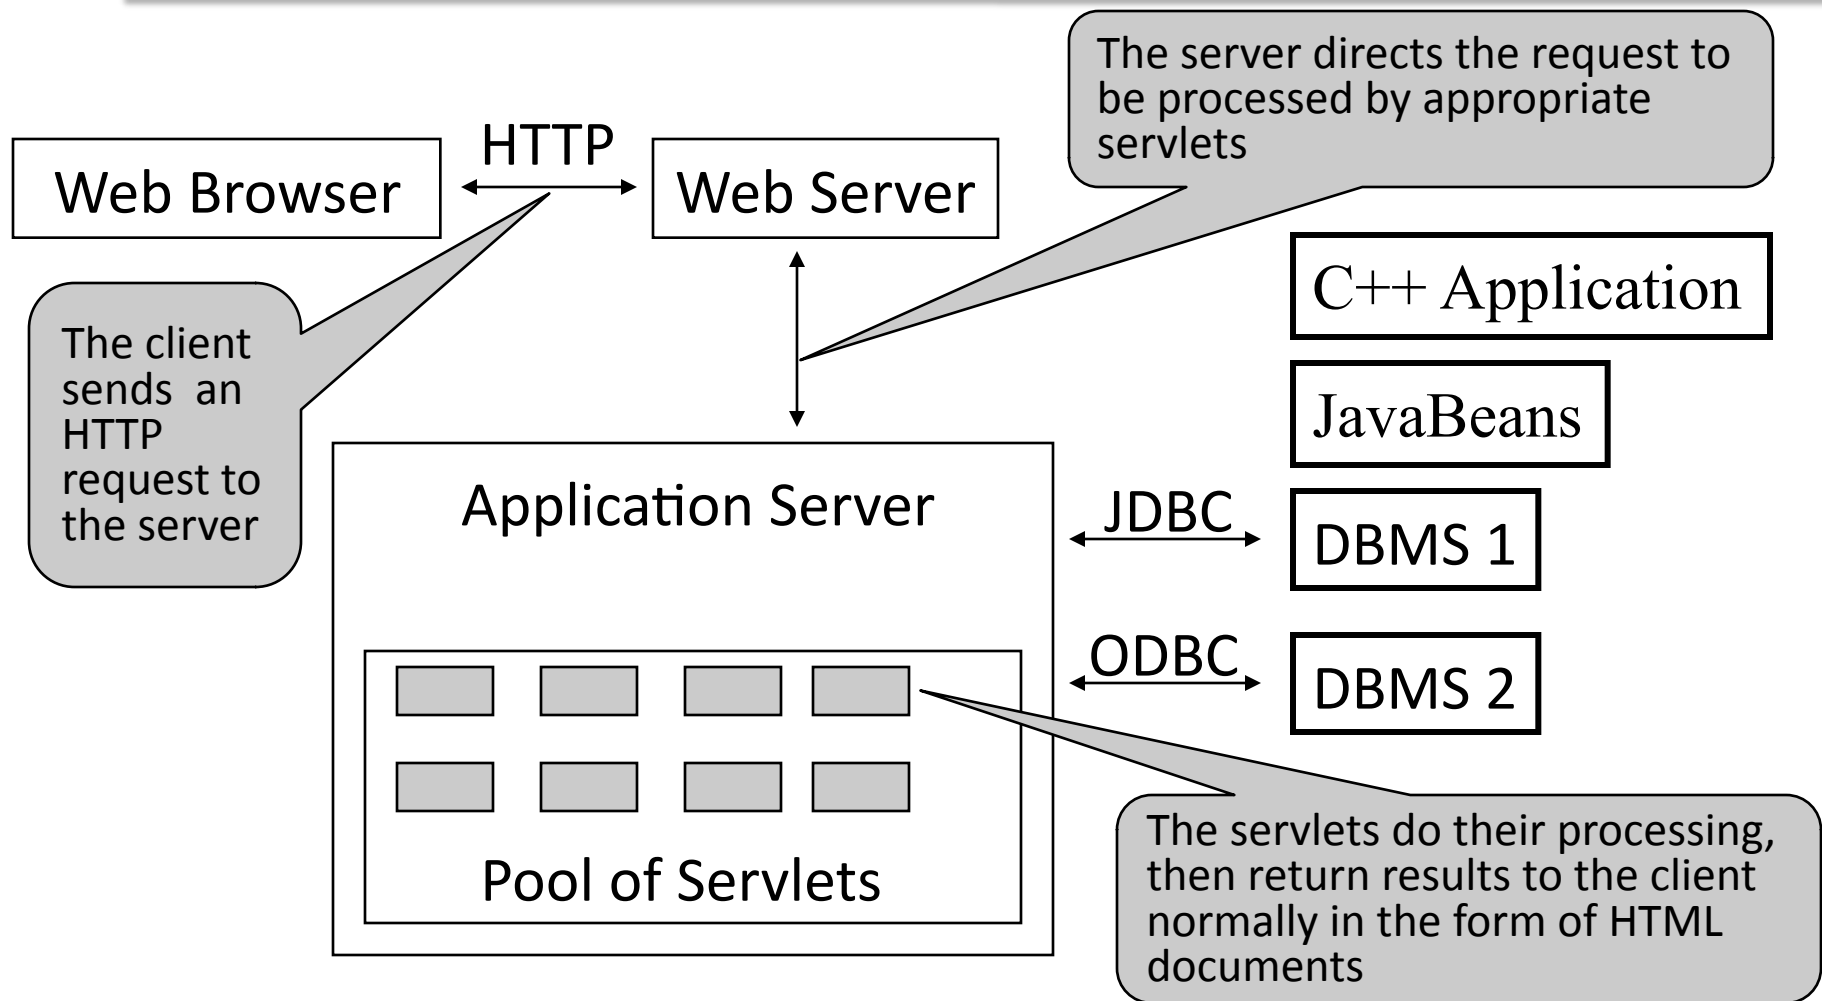 The server directs the request to
be processed by appropriate
servlets
HTTP
Web Browser
Web Server
C++ Application
The client
sends  an
HTTP
request to
the server
JavaBeans
Application Server
JDBC
DBMS 1
ODBC
DBMS 2
Pool of Servlets
The servlets do their processing,
then return results to the client
normally in the form of HTML
documents